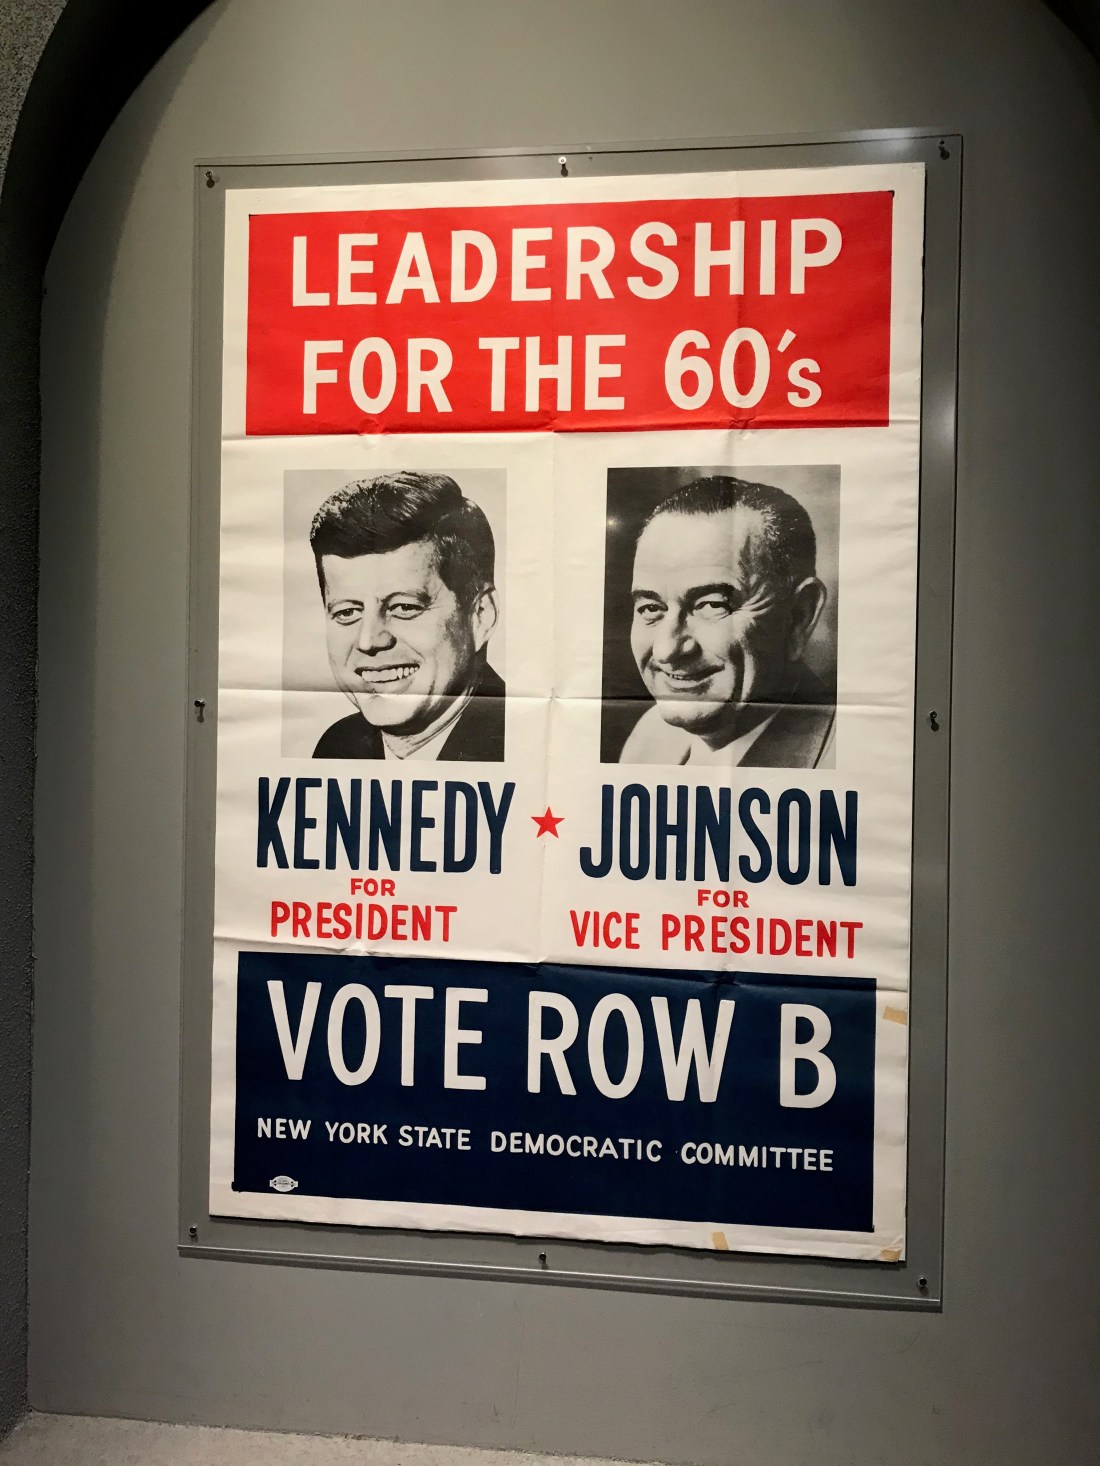 LEADERSHIP
FOR THE 60's
KENNEDY ★ JOHNSON
FOR
PRESIDENT
FOR
VICE PRESIDENT
VOTE ROW B
NEW YORK STATE DEMOCRATIC COMMITTEE